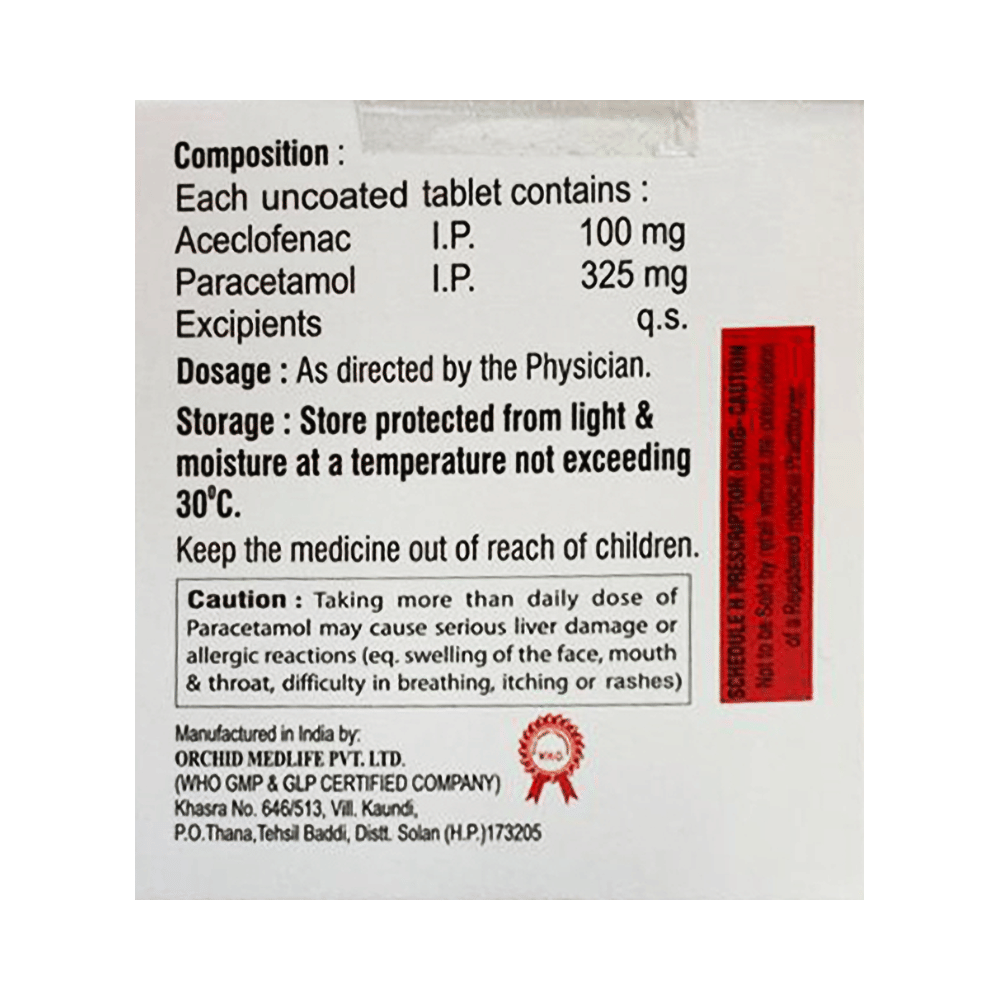 Composition :
Each uncoated tablet contains :
Aceclofenac I.P. 100 mg
Paracetamol I.P. 325 mg
Excipients q.s.
Dosage : As directed by the Physician.
Storage : Store protected from light &
moisture at a temperature not exceeding
30⁰C.
Keep the medicine out of reach of children.
Caution : Taking more than daily dose of
Paracetamol may cause serious liver damage or
allergic reactions (eq. swelling of the face, mouth
& throat, difficulty in breathing, itching or rashes)
Manufactured in India by:
ORCHID MEDLIFE PVT. LTD.
(WHO GMP & GLP CERTIFIED COMPANY)
Khasra No. 646/513, Vill. Kaundi,
P.O.Thana,Tehsil Baddi, Distt. Solan (H.P.)173205
WHO
SCHEDULE H PRESCRIPTION DRUG- CAUTION
Not to be Sold by retail without the prescription
of a Registered medical Practitioner